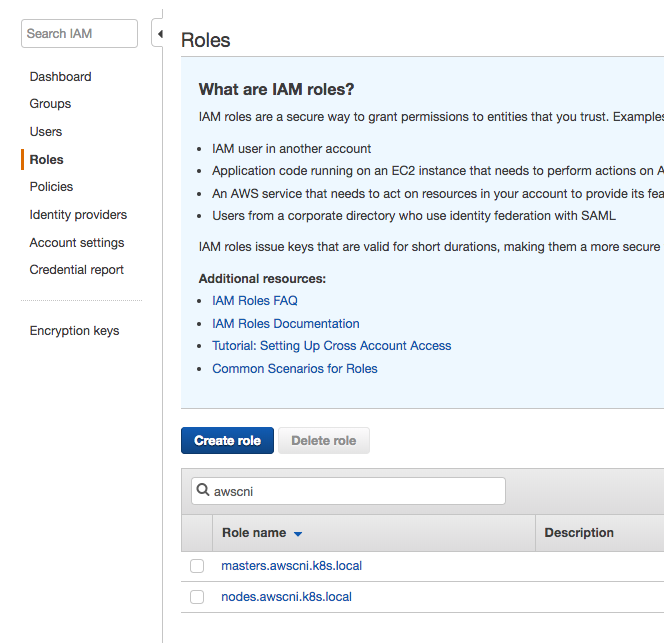 Search IAM
Dashboard
Groups
Users
Roles
Policies
Identity providers
Account settings
Credential report
Encryption keys
Roles
What are IAM roles?
IAM roles are a secure way to grant permissions to entities that you trust. Examples
IAM user in another account
Application code running on an EC2 instance that needs to perform actions on A
An AWS service that needs to act on resources in your account to provide its fea
Users from a corporate directory who use identity federation with SAML
IAM roles issue keys that are valid for short durations, making them a more secure
Additional resources:
IAM Roles FAQ
IAM Roles Documentation
Tutorial: Setting Up Cross Account Access
Common Scenarios for Roles
Create role Delete role
awscni
Role name Description
masters.awscni.k8s.local
nodes.awscni.k8s.local